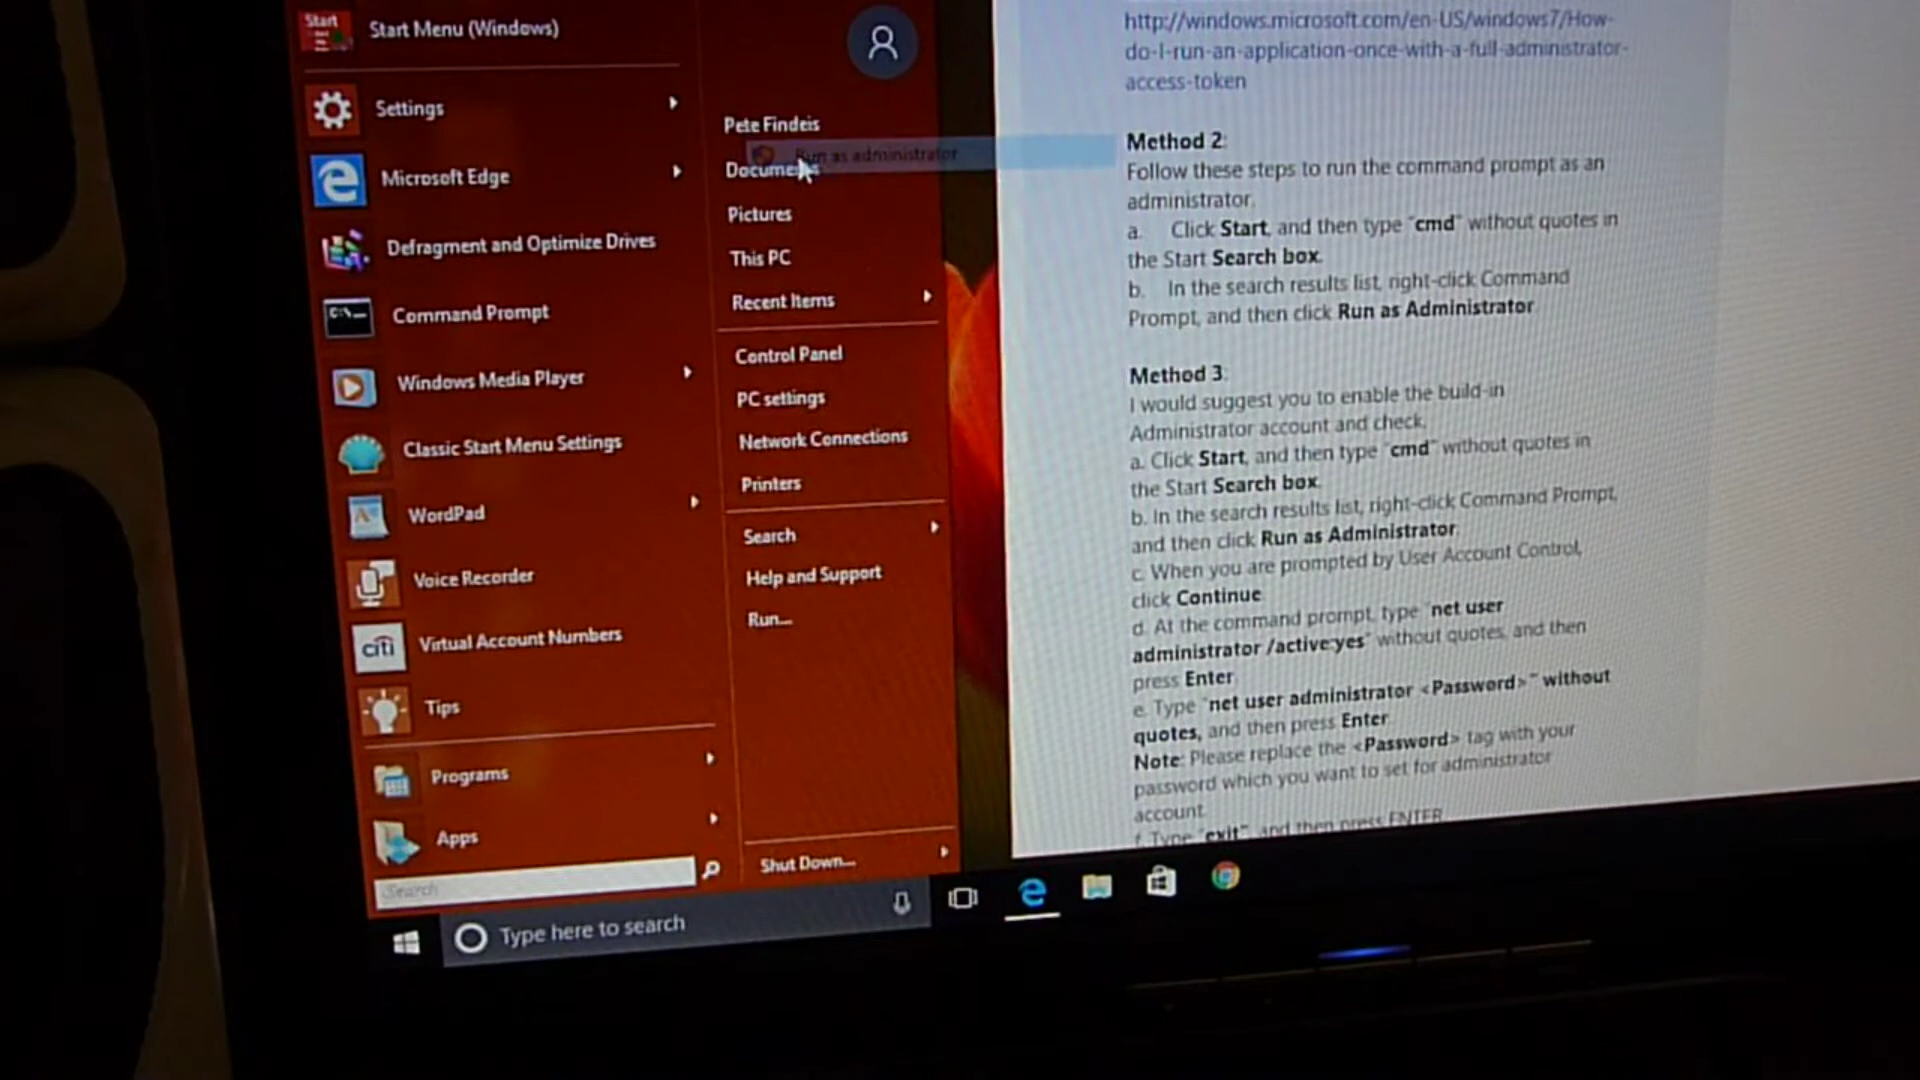 Start
Start Menu (Windows)
Settings
Microsoft Edge
Defragment and Optimize Drives
C:\
Command Prompt
Windows Media Player
Classic Start Menu Settings
WordPad
Voice Recorder
citi
Virtual Account Numbers
Tips
Programs
Apps
Search
Pete Findeis
Run as administrator
Documents
Pictures
This PC
Recent Items
Control Panel
PC settings
Network Connections
Printers
Search
Help and Support
Run...
Shut Down...
Type here to search
http://windows.microsoft.com/en-US/windows7/How-
do-I-run-an-application-once-with-a-full-administrator-
access-token
Method 2:
Follow these steps to run the command prompt as an
administrator.
a. Click Start, and then type "cmd" without quotes in
the Start Search box.
b. In the search results list, right-click Command
Prompt, and then click Run as Administrator.
Method 3:
I would suggest you to enable the build-in
Administrator account and check.
a. Click Start, and then type "cmd" without quotes in
the Start Search box.
b. In the search results list, right-click Command Prompt,
and then click Run as Administrator.
c. When you are prompted by User Account Control,
click Continue.
d. At the command prompt, type "net user
administrator /active:yes" without quotes, and then
press Enter.
e. Type "net user administrator <Password>" without
quotes, and then press Enter.
Note: Please replace the <Password> tag with your
password which you want to set for administrator
account.
f. Type "exit", and then press ENTER